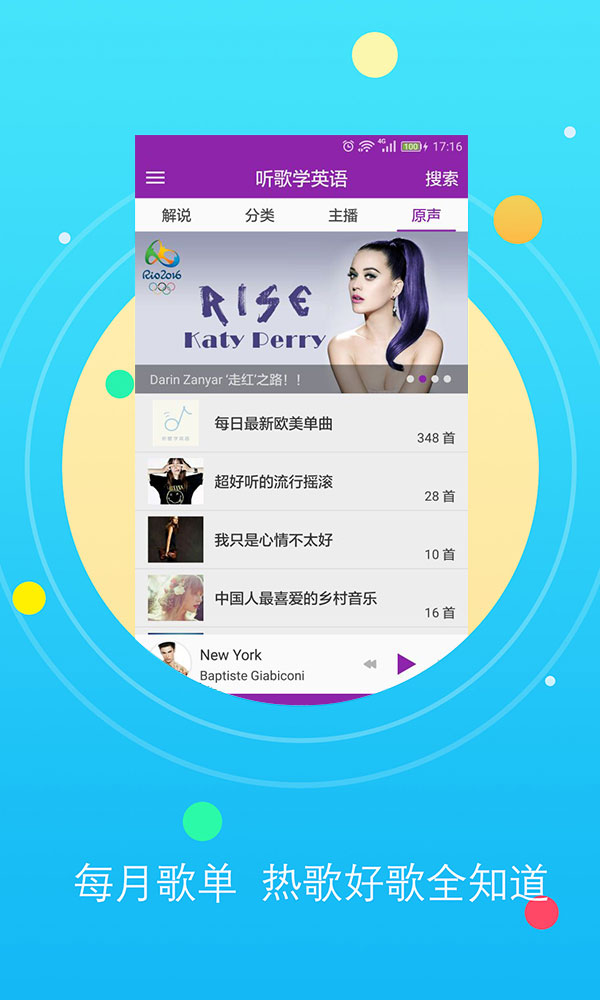 4G 100 17:16
听歌学英语 搜索
解说 分类 主播 原声
Rio2016
RISE
Katy Perry
Darin Zanyar ‘走红’之路！！
每日最新欧美单曲
348 首
超好听的流行摇滚
28 首
我只是心情不太好
10 首
中国人最喜爱的乡村音乐
16 首
New York
Baptiste Giabiconi
每月歌单 热歌好歌全知道